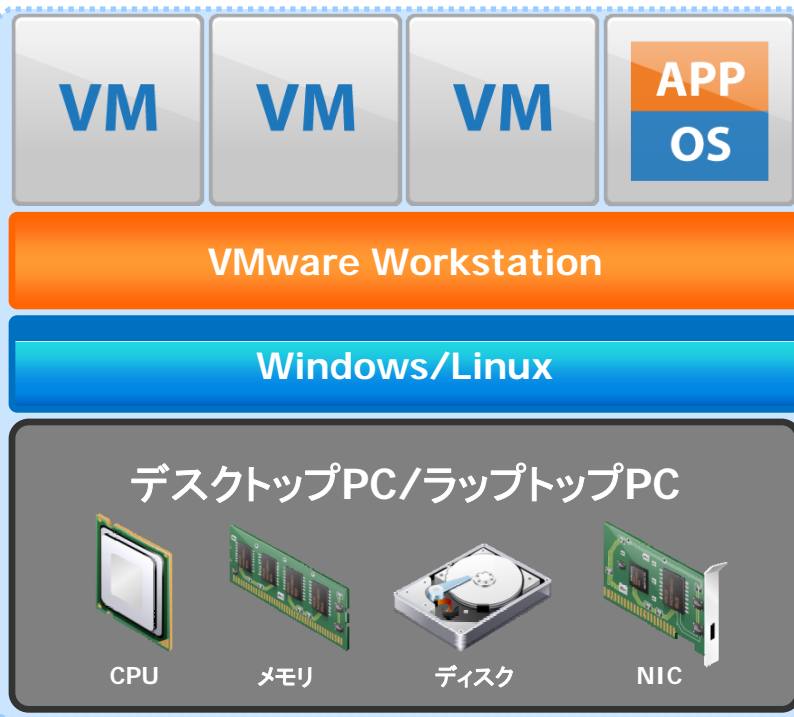 VM VM VM APP
OS
VMware Workstation
Windows/Linux
デスクトップPC/ラップトップPC
CPU メモリ ディスク NIC